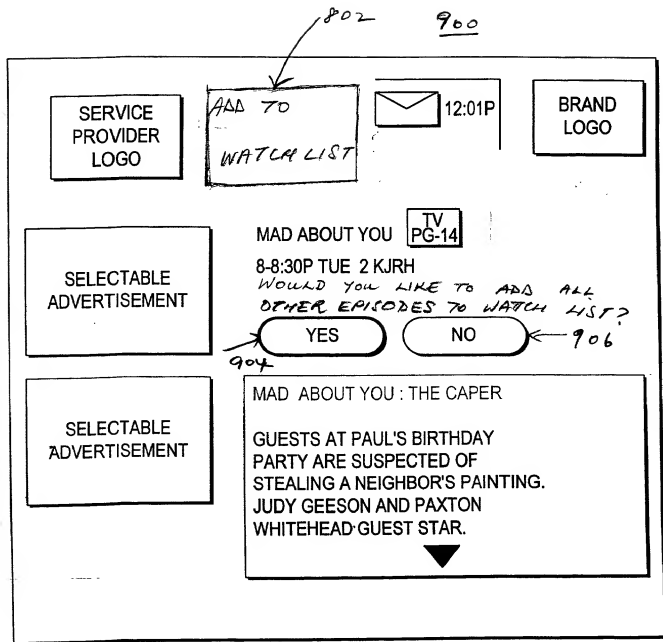 802
900
SERVICE
PROVIDER
LOGO
ADD TO
WATCH LIST
12:01P
BRAND
LOGO
SELECTABLE
ADVERTISEMENT
MAD ABOUT YOU
TV
PG-14
8-8:30P TUE 2 KJRH
WOULD YOU LIKE TO ADD ALL
OTHER EPISODES TO WATCH LIST?
YES
NO
904
906
SELECTABLE
ADVERTISEMENT
MAD ABOUT YOU : THE CAPER
GUESTS AT PAUL'S BIRTHDAY
PARTY ARE SUSPECTED OF
STEALING A NEIGHBOR'S PAINTING.
JUDY GEESON AND PAXTON
WHITEHEAD GUEST STAR.